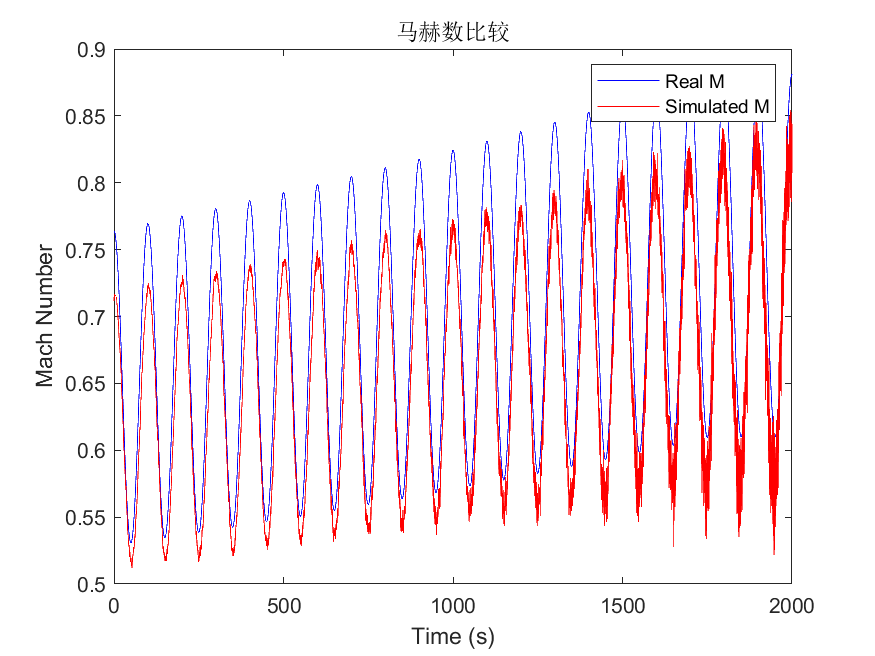 马赫数比较
Real M
Simulated M
0.9
0.85
0.8
0.75
0.7
0.65
0.6
0.55
0.5
Mach Number
0 500 1000 1500 2000
Time (s)